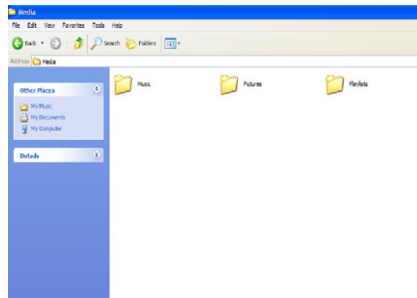 Media
File Edit View Favorites Tools Help
Back Search Folders
Address Media
Other Places
My Music
My Documents
My Computer
Details
Music Pictures Playlists